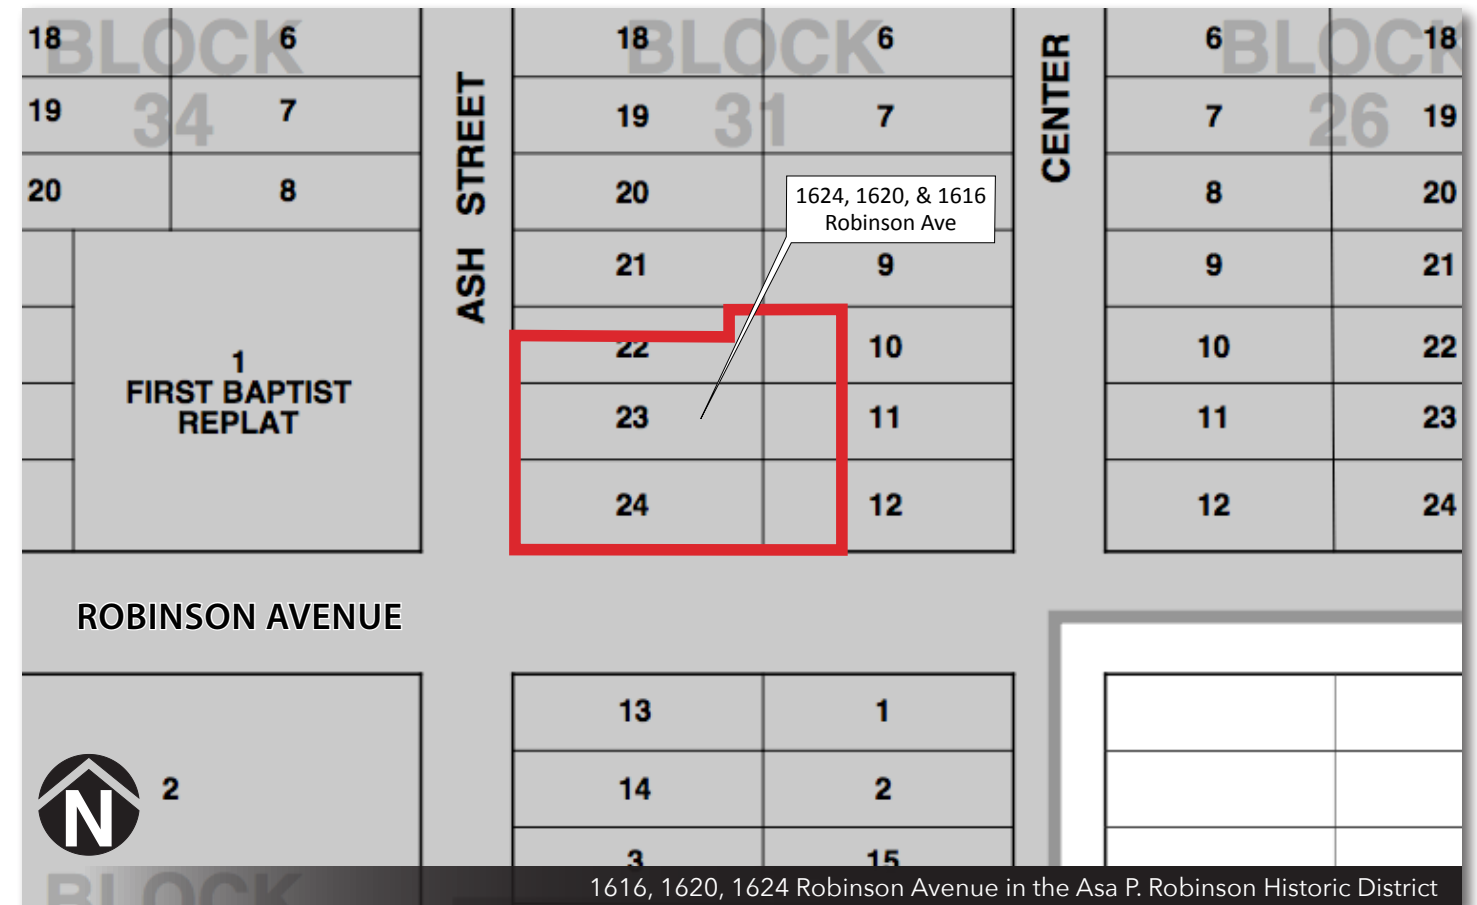 18 6 18 6 6 18
BLOCK BLOCK BLOCK
19 7 19 7 7 19
34 31 26
20 8 20 8 20
ASH STREET
CENTER
1624, 1620, & 1616
Robinson Ave
21 9 9 21
22 10 10 22
1
FIRST BAPTIST
REPLAT
23 11 11 23
24 12 12 24
ROBINSON AVENUE
13 1
2 14 2
N
3 15
BLOCK
1616, 1620, 1624 Robinson Avenue in the Asa P. Robinson Historic District